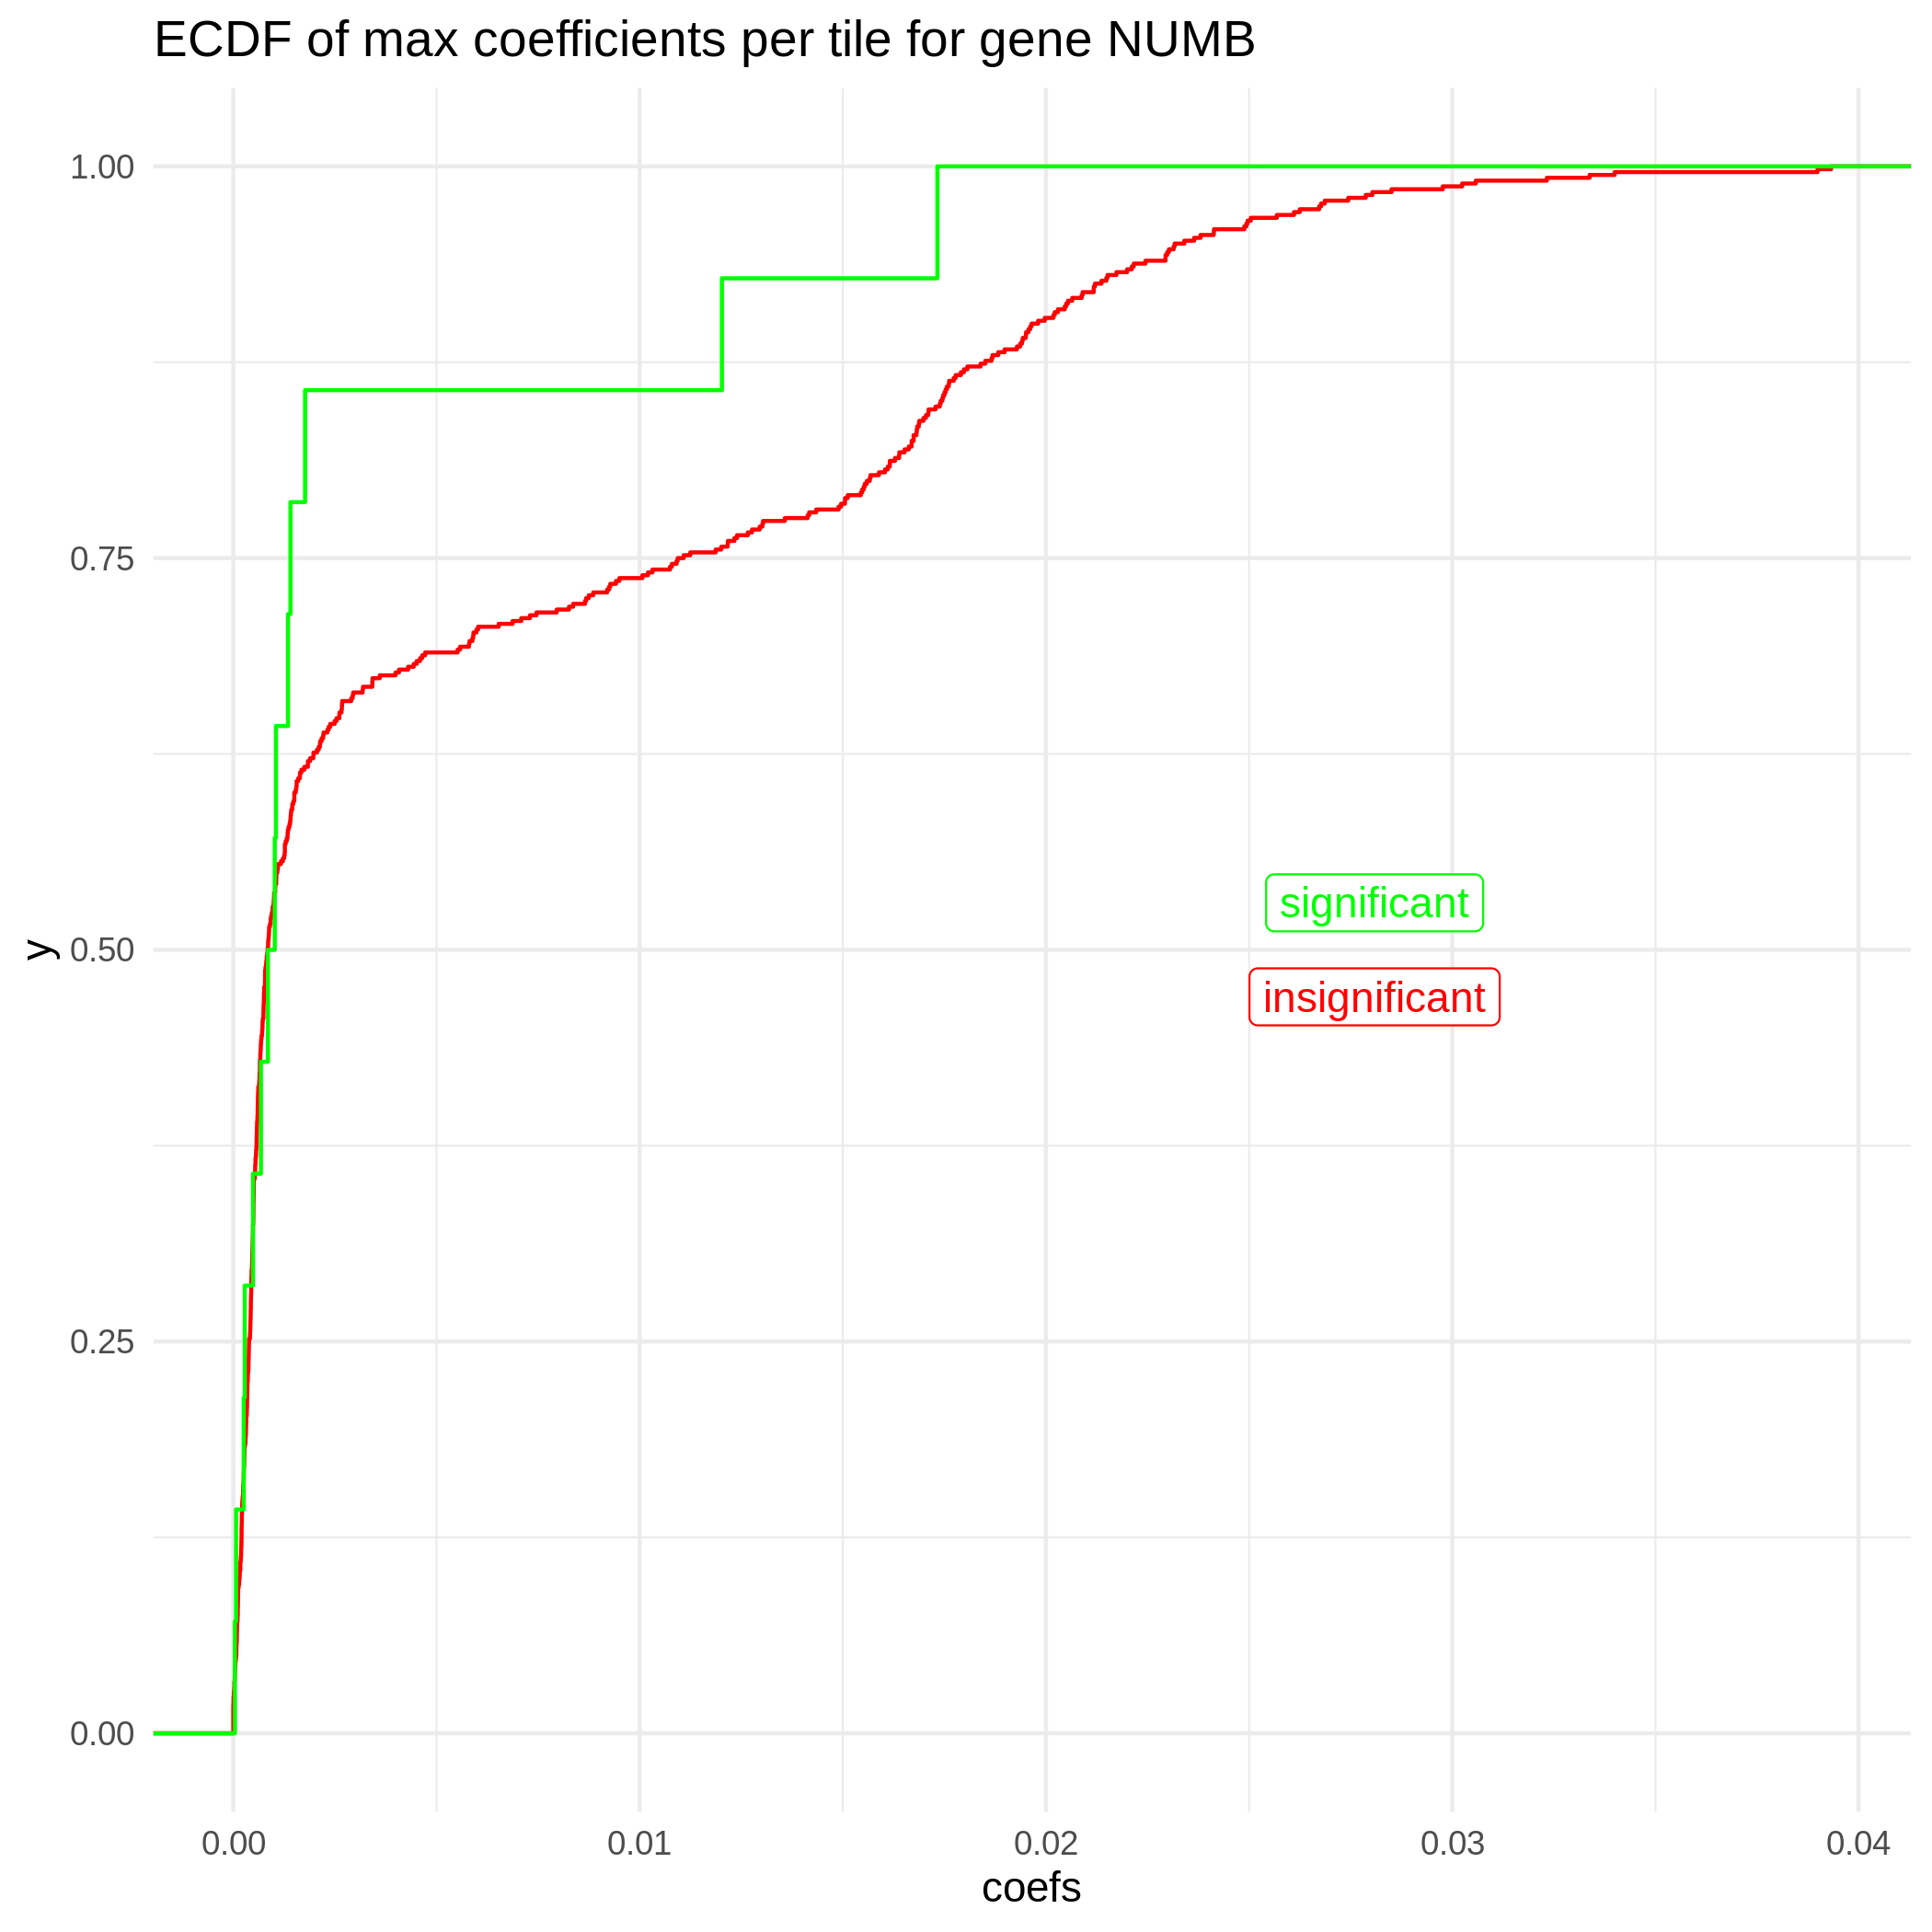 ECDF of max coefficients per tile for gene NUMB
1.00
0.75
0.50
0.25
0.00
y
significant
insignificant
0.00 0.01 0.02 0.03 0.04
coefs